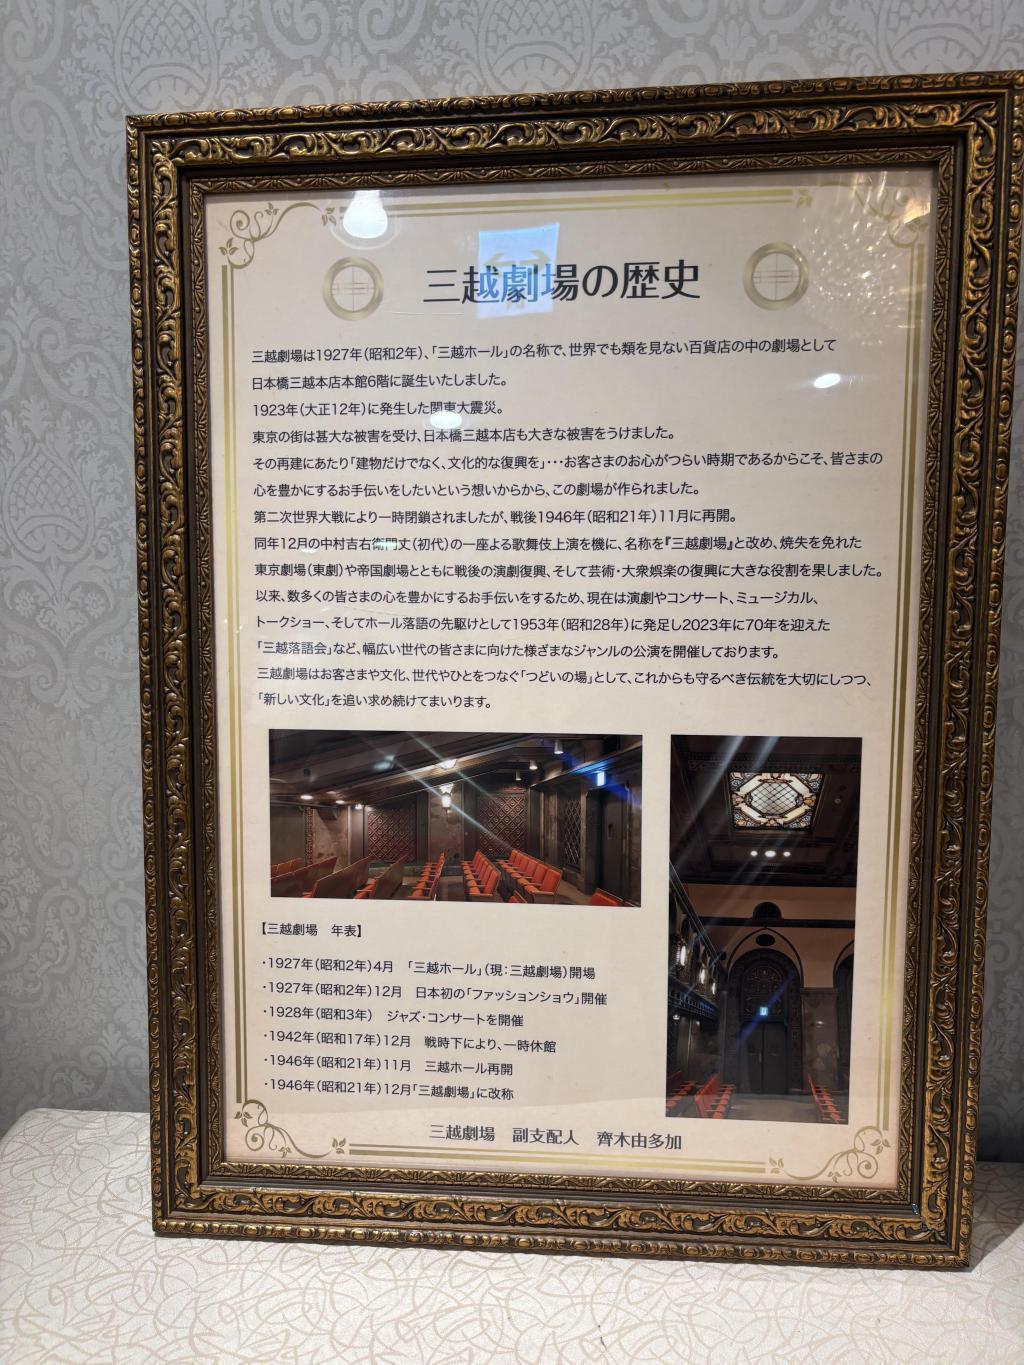 三越劇場の歴史
三越劇場は1927年(昭和2年)、「三越ホール」の名称で、世界でも類を見ない百貨店の中の劇場として
日本橋三越本店本館6階に誕生いたしました。
1923年(大正12年)に発生した関東大震災。
東京の街は甚大な被害を受け、日本橋三越本店も大きな被害をうけました。
その再建にあたり「建物だけでなく、文化的な復興を」･･･お客さまのお心がつらい時期であるからこそ、皆さまの
心を豊かにするお手伝いをしたいという想いからから、この劇場が作られました。
第二次世界大戦により一時閉鎖されましたが、戦後1946年(昭和21年)11月に再開。
同年12月の中村吉右衛門丈(初代)の一座よる歌舞伎上演を機に、名称を『三越劇場』と改め、焼失を免れた
東京劇場(東劇)や帝国劇場とともに戦後の演劇復興、そして芸術・大衆娯楽の復興に大きな役割を果しました。
以来、数多くの皆さまの心を豊かにするお手伝いをするため、現在は演劇やコンサート、ミュージカル、
トークショー、そしてホール落語の先駆けとして1953年(昭和28年)に発足し2023年に70年を迎えた
「三越落語会」など、幅広い世代の皆さまに向けた様ざまなジャンルの公演を開催しております。
三越劇場はお客さまや文化、世代やひとをつなぐ「つどいの場」として、これからも守るべき伝統を大切にしつつ、
「新しい文化」を追い求め続けてまいります。
【三越劇場　年表】
・1927年(昭和2年)4月　「三越ホール」(現：三越劇場)開場
・1927年(昭和2年)12月　日本初の「ファッションショウ」開催
・1928年(昭和3年)　ジャズ・コンサートを開催
・1942年(昭和17年)12月　戦時下により、一時休館
・1946年(昭和21年)11月　三越ホール再開
・1946年(昭和21年)12月「三越劇場」に改称
三越劇場　副支配人　齊木由多加